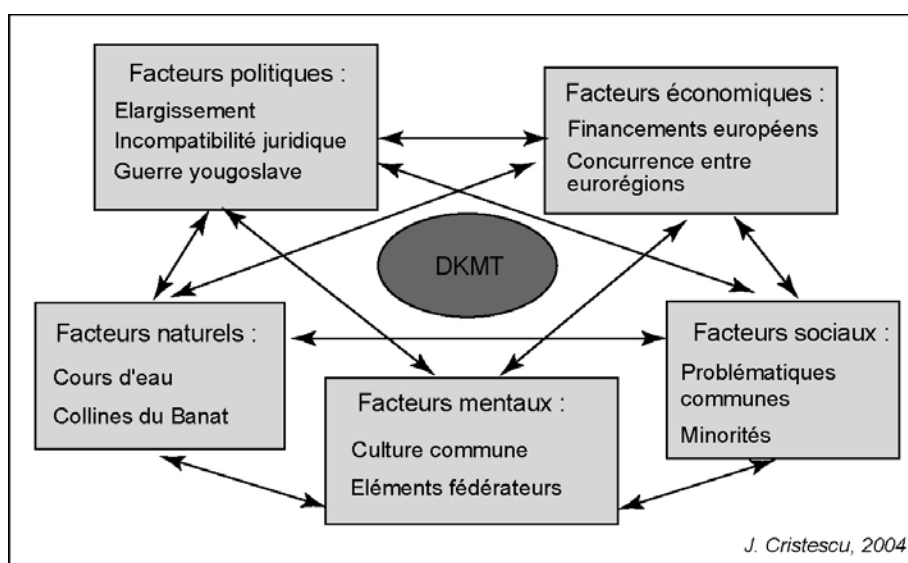 Facteurs politiques :
Elargissement
Incompatibilité juridique
Guerre yougoslave
Facteurs économiques :
Financements européens
Concurrence entre
eurorégions
DKMT
Facteurs naturels :
Cours d'eau
Collines du Banat
Facteurs mentaux :
Culture commune
Eléments fédérateurs
Facteurs sociaux :
Problématiques
communes
Minorités
J. Cristescu, 2004